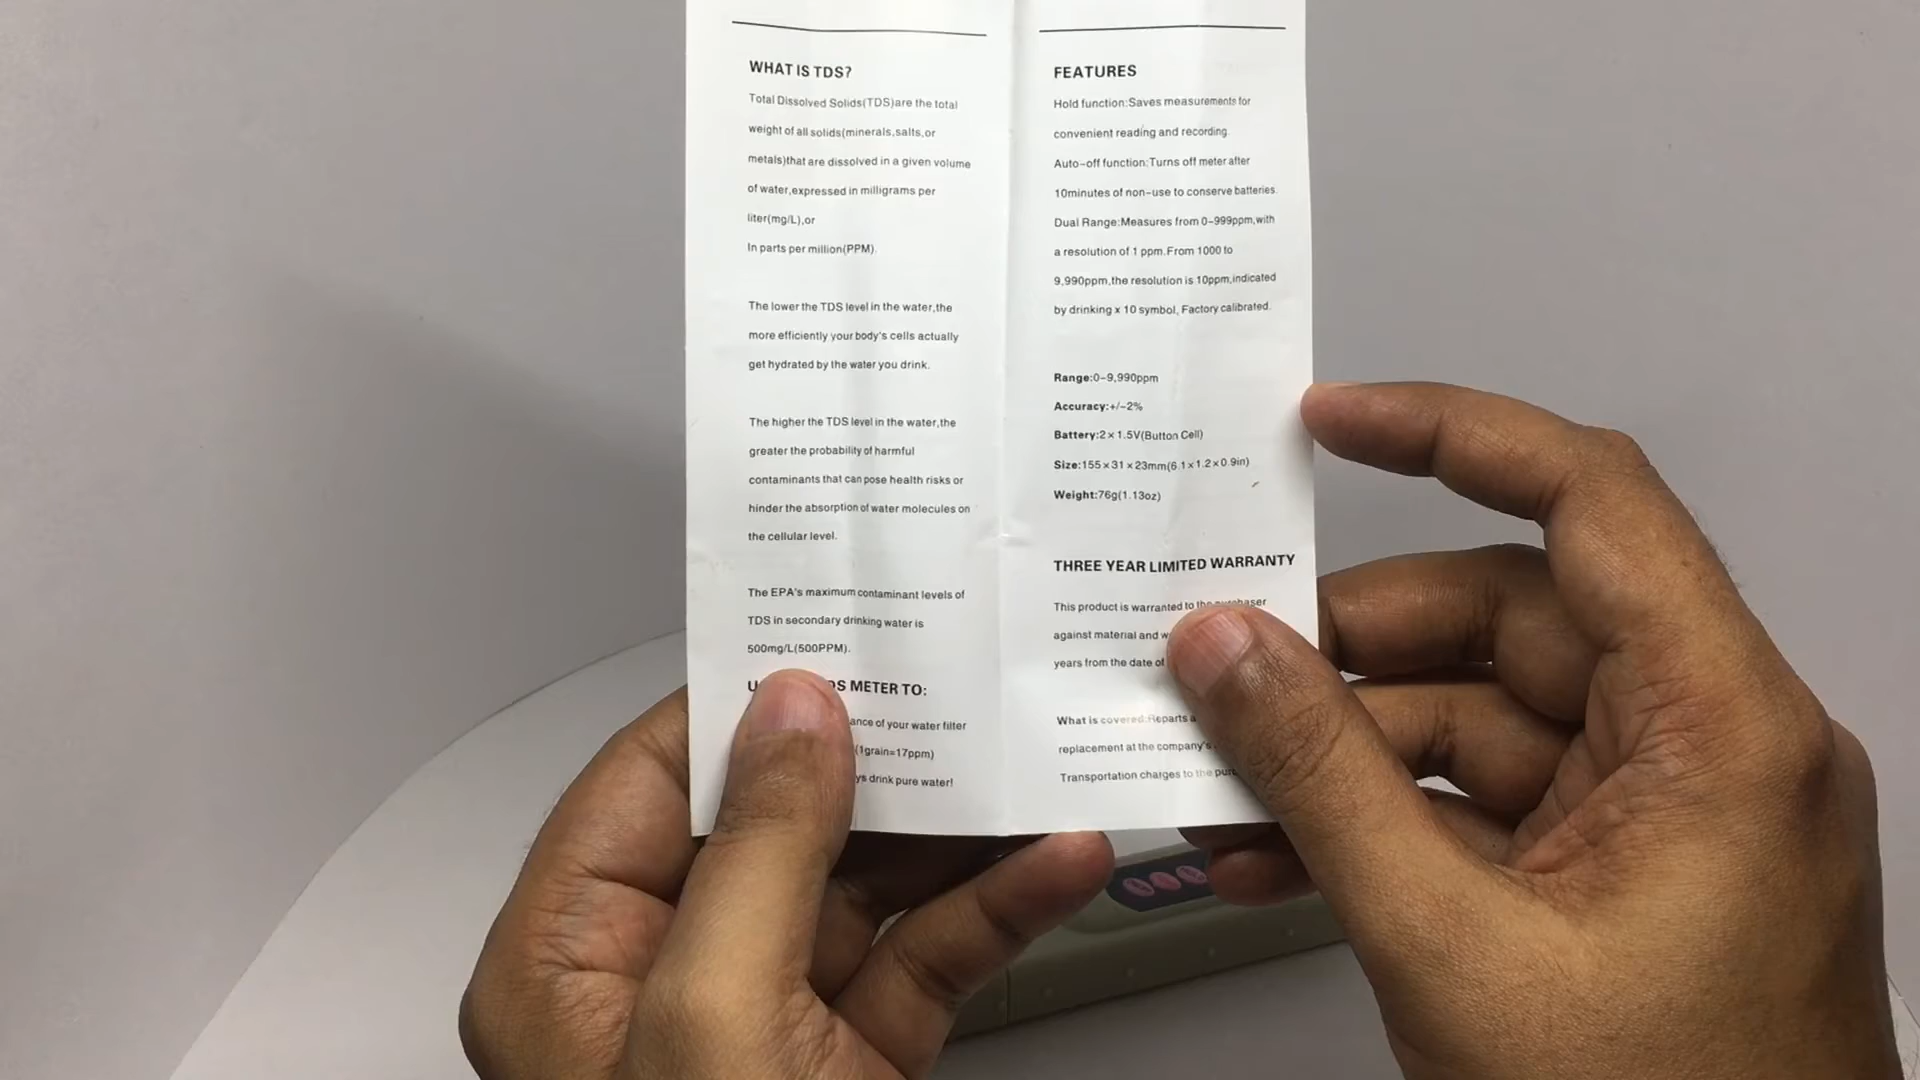 WHAT IS TDS?
Total Dissolved Solids(TDS)are the total
weight of all solids(minerals,salts,or
metals)that are dissolved in a given volume
of water,expressed in milligrams per
liter(mg/L),or
In parts per million(PPM).
The lower the TDS level in the water,the
more efficiently your body's cells actually
get hydrated by the water you drink.
The higher the TDS level in the water,the
greater the probability of harmful
contaminants that can pose health risks or
hinder the absorption of water molecules on
the cellular level.
The EPA's maximum contaminant levels of
TDS in secondary drinking water is
500mg/L(500PPM).
METER TO:
of your water filter
(1grain=17ppm)
drink pure water!
FEATURES
Hold function:Saves measurements for
convenient reading and recording.
Auto-off function:Turns off meter after
10minutes of non-use to conserve batteries.
Dual Range:Measures from 0-999ppm,with
a resolution of 1 ppm.From 1000 to
9,990ppm,the resolution is 10ppm,indicated
by drinking x 10 symbol, Factory calibrated.
Range:0-9,990ppm
Accuracy:+/-2%
Battery:2×1.5V(Button Cell)
Size:155×31×23mm(6.1×1.2×0.9in)
Weight:76g(1.13oz)
THREE YEAR LIMITED WARRANTY
This product is warranted to the purchaser
against material and
years from the date of
What is covered:Reparts
replacement at the company's
Transportation charges to the